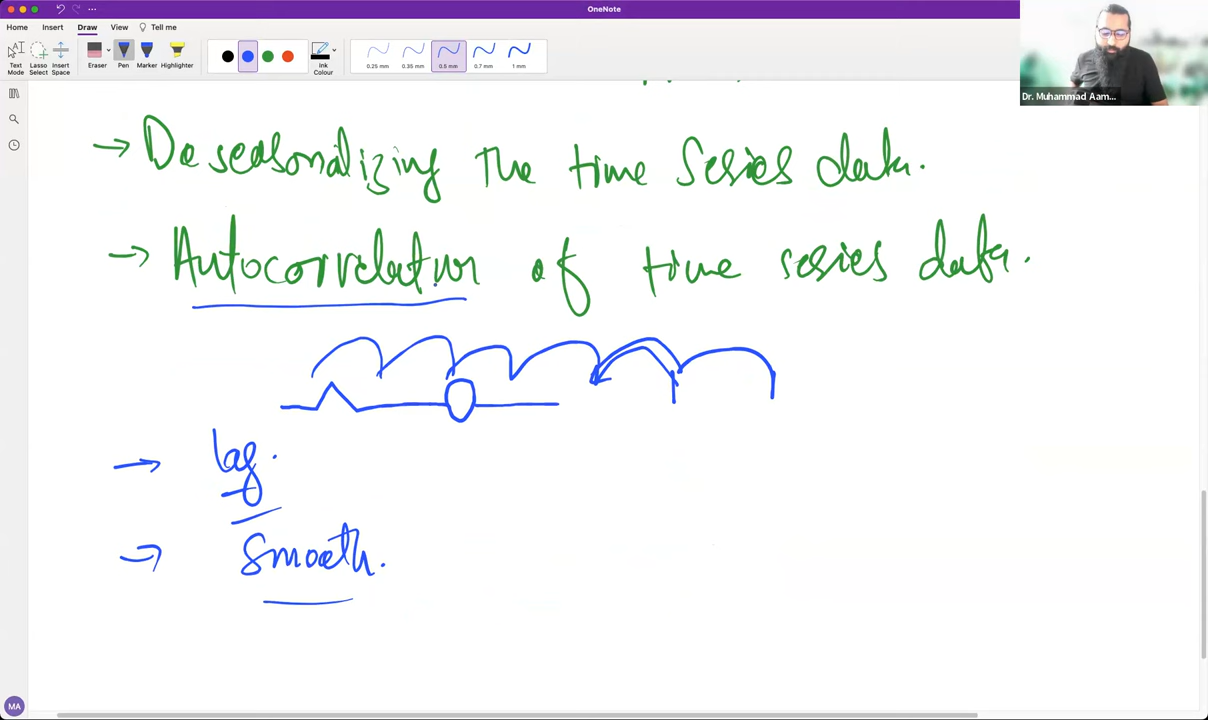 OneNote
Home Insert Draw View Tell me
Text Mode Lasso Select Insert Space Eraser Pen Marker Highlighter Ink Colour 0.25 mm 0.35 mm 0.5 mm 0.7 mm 1 mm
Dr. Muhammad Aam...
→ Deseasonalizing the time series data.
→ Autocorrelation of time series data.
→ lag.
→ smooth.
MA